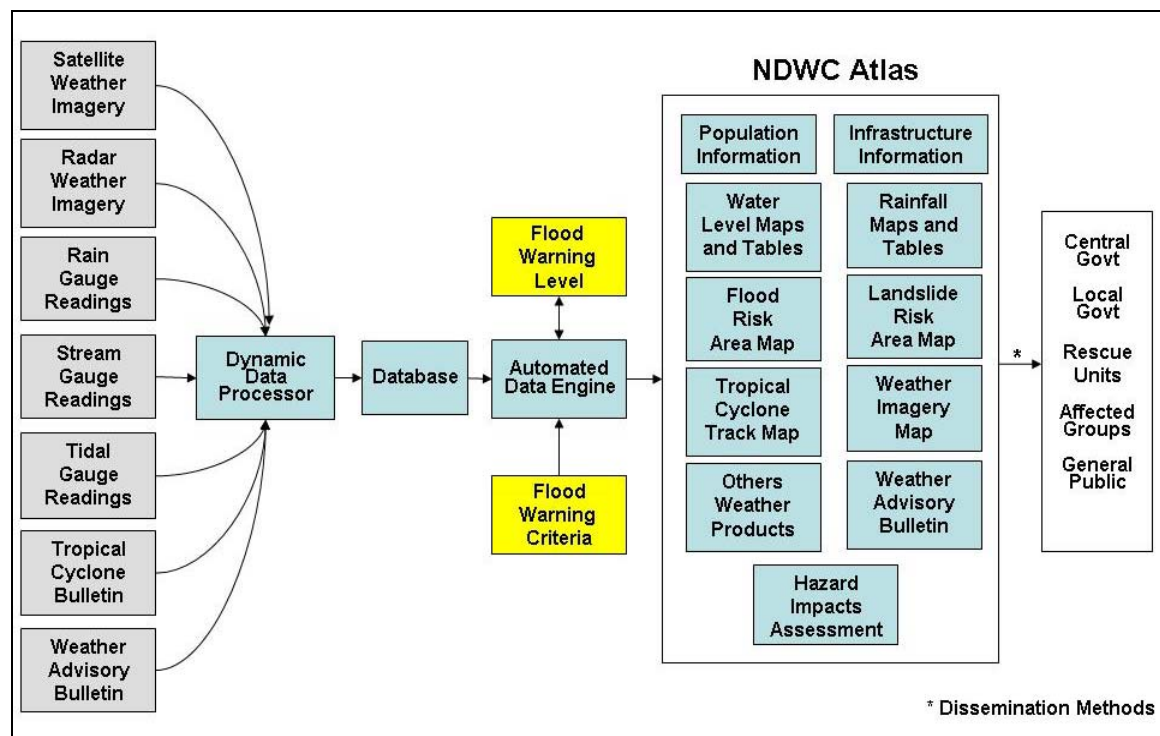 Satellite
Weather
Imagery
Radar
Weather
Imagery
Rain
Gauge
Readings
Stream
Gauge
Readings
Tidal
Gauge
Readings
Tropical
Cyclone
Bulletin
Weather
Advisory
Bulletin
Dynamic
Data
Processor
Database
Flood
Warning
Level
Automated
Data Engine
Flood
Warning
Criteria
NDWC Atlas
Population
Information
Infrastructure
Information
Water
Level Maps
and Tables
Rainfall
Maps and
Tables
Flood
Risk
Area Map
Landslide
Risk
Area Map
Tropical
Cyclone
Track Map
Weather
Imagery
Map
Others
Weather
Products
Weather
Advisory
Bulletin
Hazard
Impacts
Assessment
*
Central
Govt
Local
Govt
Rescue
Units
Affected
Groups
General
Public
* Dissemination Methods